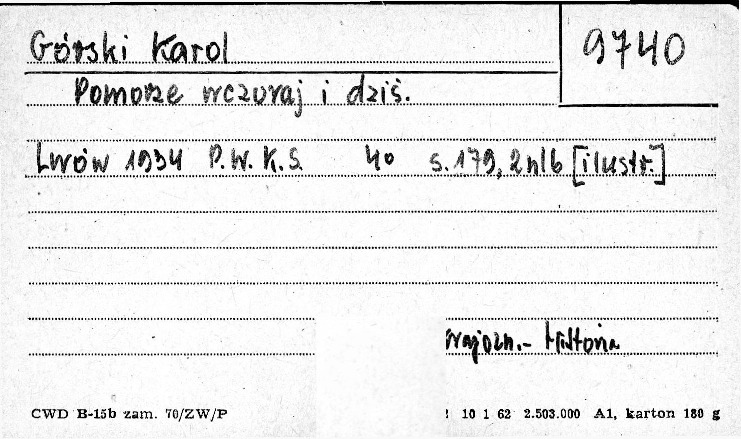 Górski Karol
9740
Pomorze wczoraj i dziś.
Lwów 1934 P.W.K.S. 4o s. 179, 2nlb [ilustr.]
Historia
CWD B-15b zam. 70/ZW/P
10 1 62 2.503.000 A1, karton 180 g